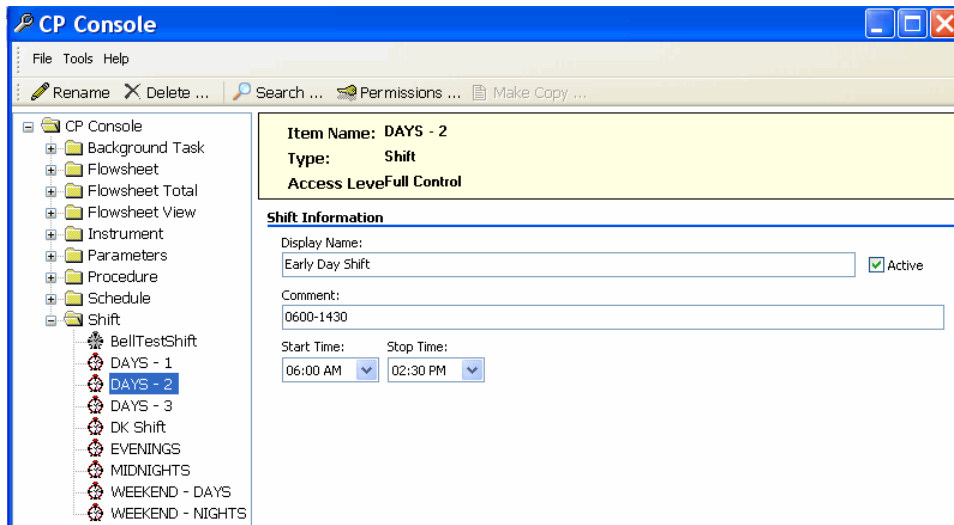 CP Console
File Tools Help
Rename Delete ... Search ... Permissions ... Make Copy ...
CP Console
Background Task
Flowsheet
Flowsheet Total
Flowsheet View
Instrument
Parameters
Procedure
Schedule
Shift
BellTestShift
DAYS - 1
DAYS - 2
DAYS - 3
DK Shift
EVENINGS
MIDNIGHTS
WEEKEND - DAYS
WEEKEND - NIGHTS
Item Name: DAYS - 2
Type: Shift
Access Leve Full Control
Shift Information
Display Name:
Early Day Shift
Active
Comment:
0600-1430
Start Time: Stop Time:
06:00 AM 02:30 PM